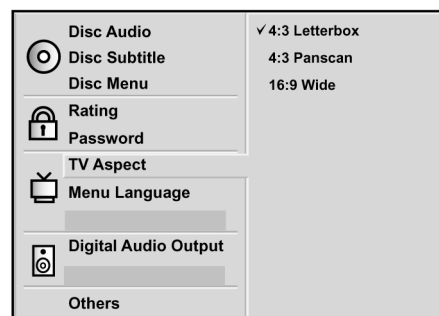 Disc Audio
Disc Subtitle
Disc Menu
Rating
Password
TV Aspect
Menu Language
Digital Audio Output
Others
✓ 4:3 Letterbox
4:3 Panscan
16:9 Wide